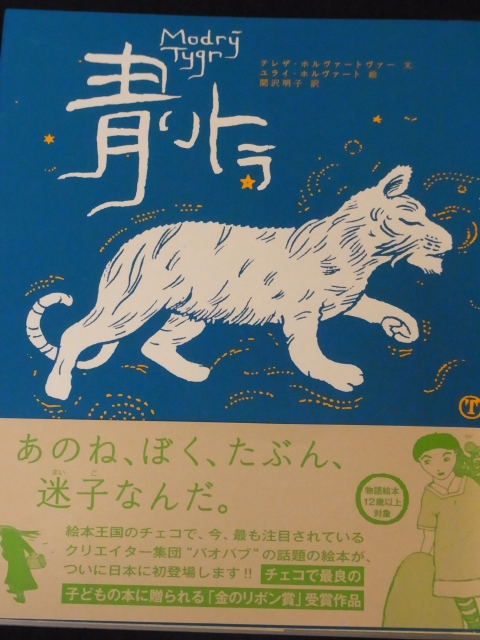 Modrý
Tygr
青いトラ
テレザ・ホルヴァートヴァー 文
ユライ・ホルヴァート 絵
関沢明子 訳
T
あのね、ぼく、たぶん、
まいご
迷子なんだ。
物語絵本
12歳以上
対象
絵本王国のチェコで、今、最も注目されている
クリエイター集団“バオバブ”の話題の絵本が、
ついに日本に初登場します!! チェコで最良の
子どもの本に贈られる「金のリボン賞」受賞作品